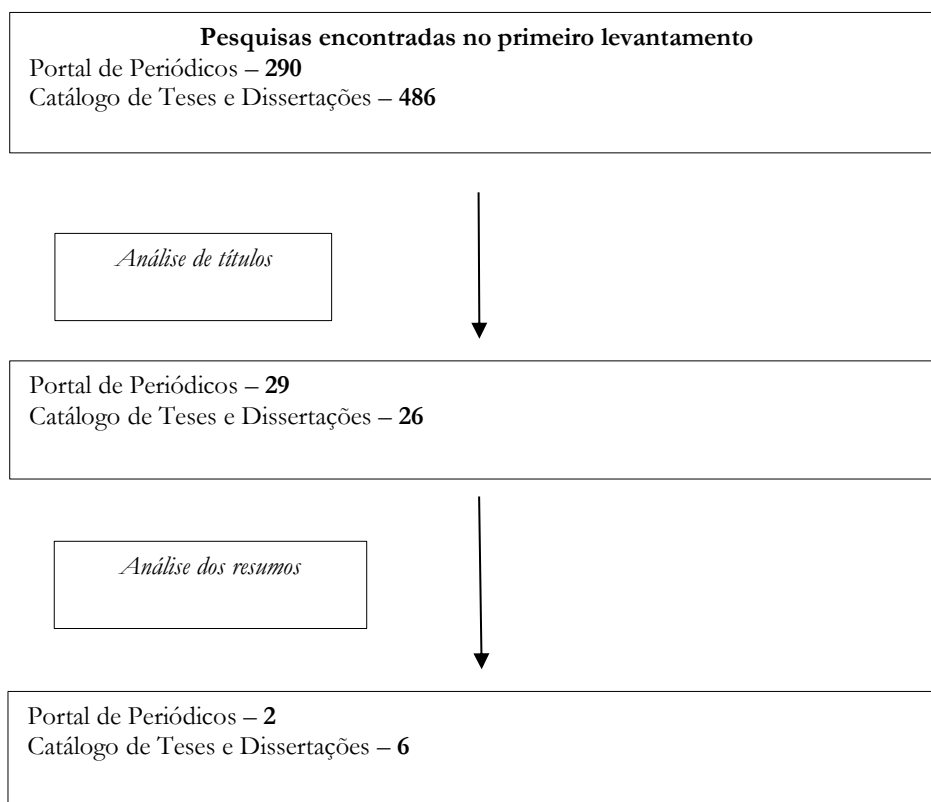 Pesquisas encontradas no primeiro levantamento
Portal de Periódicos – 290
Catálogo de Teses e Dissertações – 486
Análise de títulos
Portal de Periódicos – 29
Catálogo de Teses e Dissertações – 26
Análise dos resumos
Portal de Periódicos – 2
Catálogo de Teses e Dissertações – 6